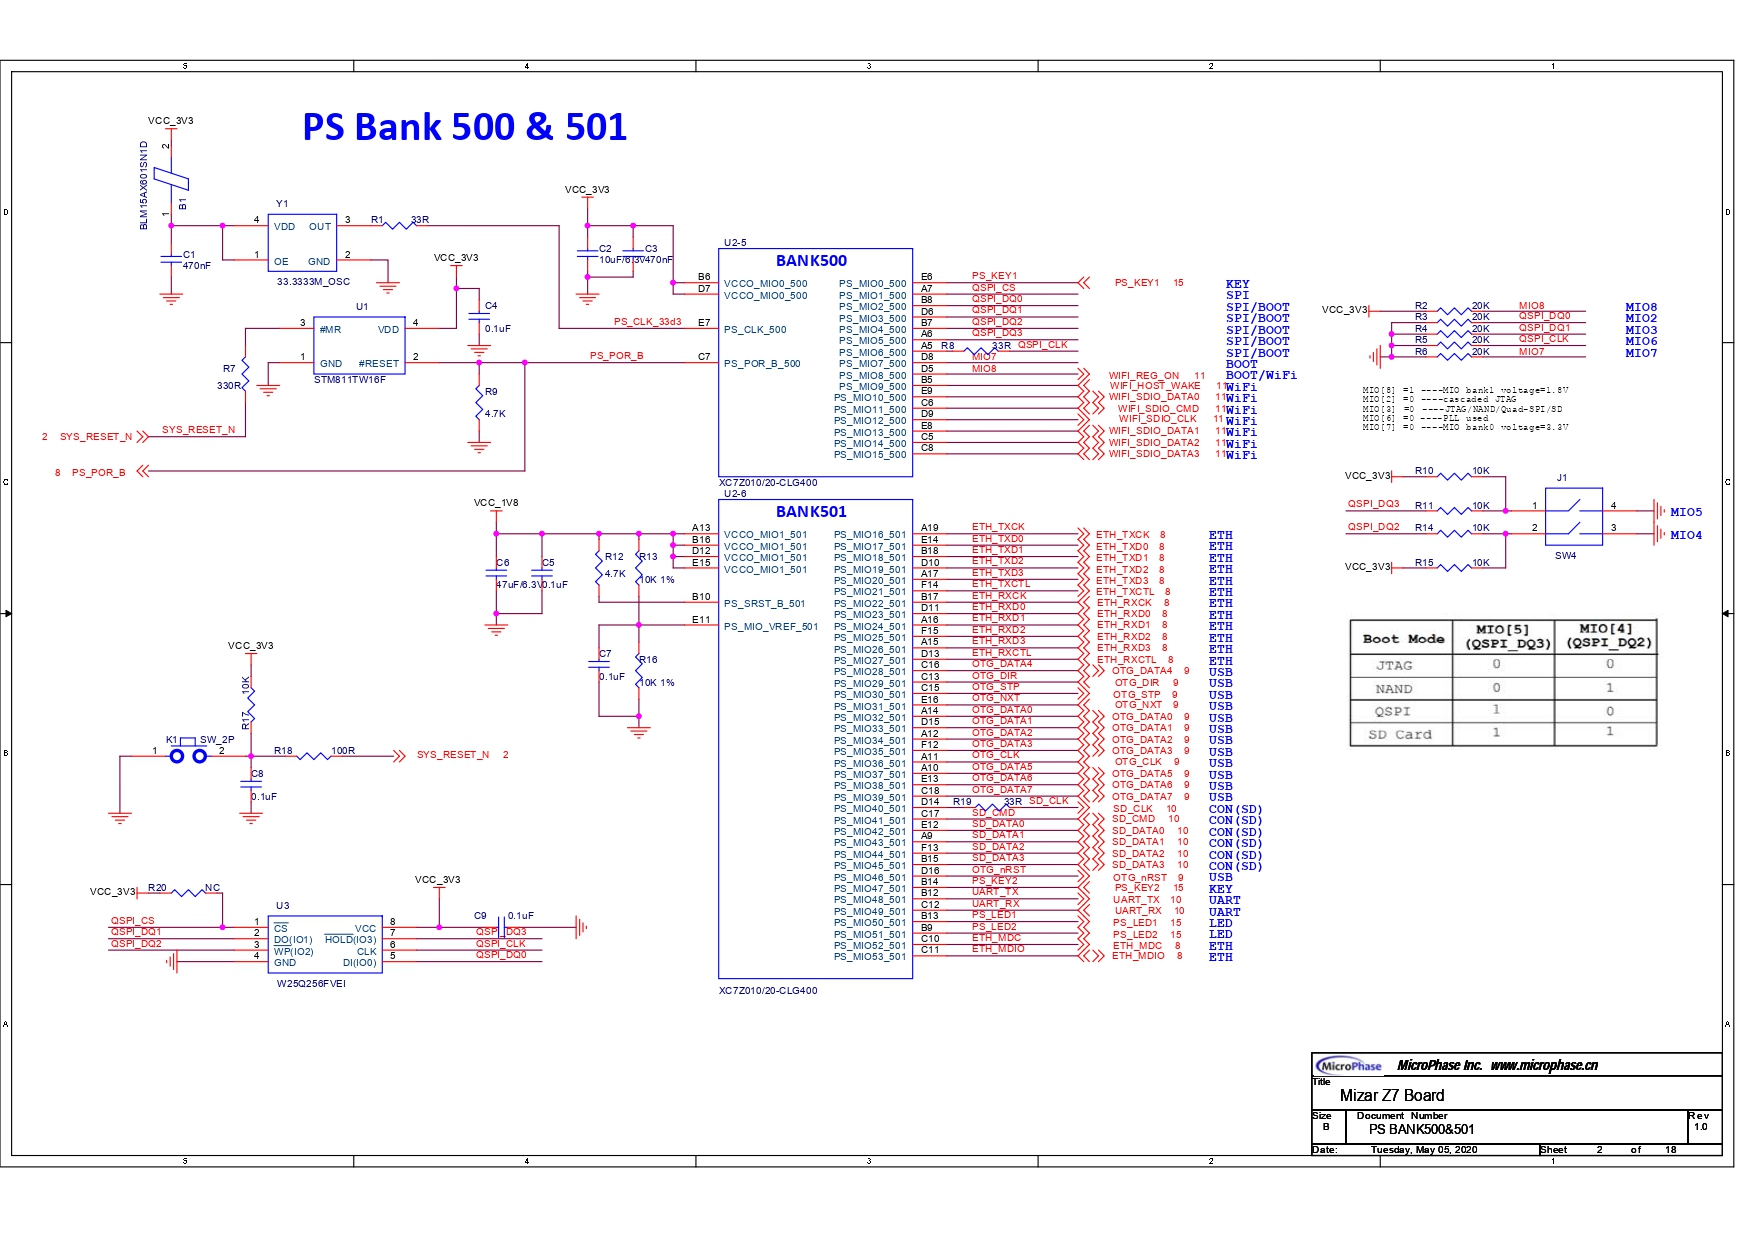 5 4 3 2 1
PS Bank 500 & 501
VCC_3V3
BLM15AX601SN1D
2
1
B1
C1
470nF
Y1
4 VDD OUT 3
1 OE GND 2
33.3333M_OSC
R1 33R
VCC_3V3
U1
3 #MR VDD 4
1 GND #RESET 2
STM811TW16F
C4
0.1uF
R7
330R
R9
4.7K
2 SYS_RESET_N SYS_RESET_N
8 PS_POR_B
VCC_3V3
C2
10uF/6.3V
C3
470nF
PS_CLK_33d3
PS_POR_B
U2-5
BANK500
B6 VCCO_MIO0_500
D7 VCCO_MIO0_500
E7 PS_CLK_500
C7 PS_POR_B_500
PS_MIO0_500 E6 PS_KEY1 PS_KEY1 15 KEY
PS_MIO1_500 A7 QSPI_CS SPI
PS_MIO2_500 B8 QSPI_DQ0 SPI/BOOT
PS_MIO3_500 D6 QSPI_DQ1 SPI/BOOT
PS_MIO4_500 B7 QSPI_DQ2 SPI/BOOT
PS_MIO5_500 A6 QSPI_DQ3 SPI/BOOT
PS_MIO6_500 A5 R8 33R QSPI_CLK SPI/BOOT
PS_MIO7_500 D8 MIO7 BOOT
PS_MIO8_500 D5 MIO8 WIFI_REG_ON 11 BOOT/WiFi
PS_MIO9_500 B5 WIFI_HOST_WAKE 11 WiFi
PS_MIO10_500 E9 WIFI_SDIO_DATA0 11 WiFi
PS_MIO11_500 C6 WIFI_SDIO_CMD 11 WiFi
PS_MIO12_500 D9 WIFI_SDIO_CLK 11 WiFi
PS_MIO13_500 E8 WIFI_SDIO_DATA1 11 WiFi
PS_MIO14_500 C5 WIFI_SDIO_DATA2 11 WiFi
PS_MIO15_500 C8 WIFI_SDIO_DATA3 11 WiFi
XC7Z010/20-CLG400
VCC_3V3 R2 20K MIO8 MIO8
R3 20K QSPI_DQ0 MIO2
R4 20K QSPI_DQ1 MIO3
R5 20K QSPI_CLK MIO6
R6 20K MIO7 MIO7
MIO[8] =1 ----MIO bank1 voltage=1.8V
MIO[2] =0 ----cascaded JTAG
MIO[3] =0 ----JTAG/NAND/Quad-SPI/SD
MIO[6] =0 ----PLL used
MIO[7] =0 ----MIO bank0 voltage=3.3V
VCC_3V3 R10 10K J1
QSPI_DQ3 R11 10K 1 4 MIO5
QSPI_DQ2 R14 10K 2 3 MIO4
SW4
VCC_3V3 R15 10K
U2-6
BANK501
VCC_1V8
C6
47uF/6.3V
C5
0.1uF
R12
4.7K
R13
10K 1%
C7
0.1uF
R16
10K 1%
A13 VCCO_MIO1_501
B16 VCCO_MIO1_501
D12 VCCO_MIO1_501
E15 VCCO_MIO1_501
B10 PS_SRST_B_501
E11 PS_MIO_VREF_501
PS_MIO16_501 A19 ETH_TXCK ETH_TXCK 8 ETH
PS_MIO17_501 E14 ETH_TXD0 ETH_TXD0 8 ETH
PS_MIO18_501 B18 ETH_TXD1 ETH_TXD1 8 ETH
PS_MIO19_501 D10 ETH_TXD2 ETH_TXD2 8 ETH
PS_MIO20_501 A17 ETH_TXD3 ETH_TXD3 8 ETH
PS_MIO21_501 F14 ETH_TXCTL ETH_TXCTL 8 ETH
PS_MIO22_501 B17 ETH_RXCK ETH_RXCK 8 ETH
PS_MIO23_501 D11 ETH_RXD0 ETH_RXD0 8 ETH
PS_MIO24_501 A16 ETH_RXD1 ETH_RXD1 8 ETH
PS_MIO25_501 F15 ETH_RXD2 ETH_RXD2 8 ETH
PS_MIO26_501 A15 ETH_RXD3 ETH_RXD3 8 ETH
PS_MIO27_501 D13 ETH_RXCTL ETH_RXCTL 8 ETH
PS_MIO28_501 C16 OTG_DATA4 OTG_DATA4 9 USB
PS_MIO29_501 C13 OTG_DIR OTG_DIR 9 USB
PS_MIO30_501 C15 OTG_STP OTG_STP 9 USB
PS_MIO31_501 E16 OTG_NXT OTG_NXT 9 USB
PS_MIO32_501 A14 OTG_DATA0 OTG_DATA0 9 USB
PS_MIO33_501 D15 OTG_DATA1 OTG_DATA1 9 USB
PS_MIO34_501 A12 OTG_DATA2 OTG_DATA2 9 USB
PS_MIO35_501 F12 OTG_DATA3 OTG_DATA3 9 USB
PS_MIO36_501 A11 OTG_CLK OTG_CLK 9 USB
PS_MIO37_501 A10 OTG_DATA5 OTG_DATA5 9 USB
PS_MIO38_501 E13 OTG_DATA6 OTG_DATA6 9 USB
PS_MIO39_501 C18 OTG_DATA7 OTG_DATA7 9 USB
PS_MIO40_501 D14 R19 33R SD_CLK SD_CLK 10 CON(SD)
PS_MIO41_501 C17 SD_CMD SD_CMD 10 CON(SD)
PS_MIO42_501 E12 SD_DATA0 SD_DATA0 10 CON(SD)
PS_MIO43_501 A9 SD_DATA1 SD_DATA1 10 CON(SD)
PS_MIO44_501 F13 SD_DATA2 SD_DATA2 10 CON(SD)
PS_MIO45_501 B15 SD_DATA3 SD_DATA3 10 CON(SD)
PS_MIO46_501 D16 OTG_nRST OTG_nRST 9 USB
PS_MIO47_501 B14 PS_KEY2 PS_KEY2 15 KEY
PS_MIO48_501 B12 UART_TX UART_TX 10 UART
PS_MIO49_501 C12 UART_RX UART_RX 10 UART
PS_MIO50_501 B13 PS_LED1 PS_LED1 15 LED
PS_MIO51_501 B9 PS_LED2 PS_LED2 15 LED
PS_MIO52_501 C10 ETH_MDC ETH_MDC 8 ETH
PS_MIO53_501 C11 ETH_MDIO ETH_MDIO 8 ETH
XC7Z010/20-CLG400
Boot Mode MIO[5] (QSPI_DQ3) MIO[4] (QSPI_DQ2)
JTAG 0 0
NAND 0 1
QSPI 1 0
SD Card 1 1
VCC_3V3
R17 10K
K1 SW_2P
1 2
R18 100R SYS_RESET_N 2
C8
0.1uF
VCC_3V3 R20 NC
VCC_3V3
U3
C9 0.1uF
QSPI_CS 1 CS VCC 8
QSPI_DQ1 2 DO(IO1) HOLD(IO3) 7 QSPI_DQ3
QSPI_DQ2 3 WP(IO2) CLK 6 QSPI_CLK
4 GND DI(IO0) 5 QSPI_DQ0
W25Q256FVEI
D C B A
D C B A
MicroPhase MicroPhase Inc. www.microphase.cn
Title
Mizar Z7 Board
Size Document Number Rev
B PS BANK500&501 1.0
Date: Tuesday, May 05, 2020 Sheet 2 of 18
5 4 3 2 1